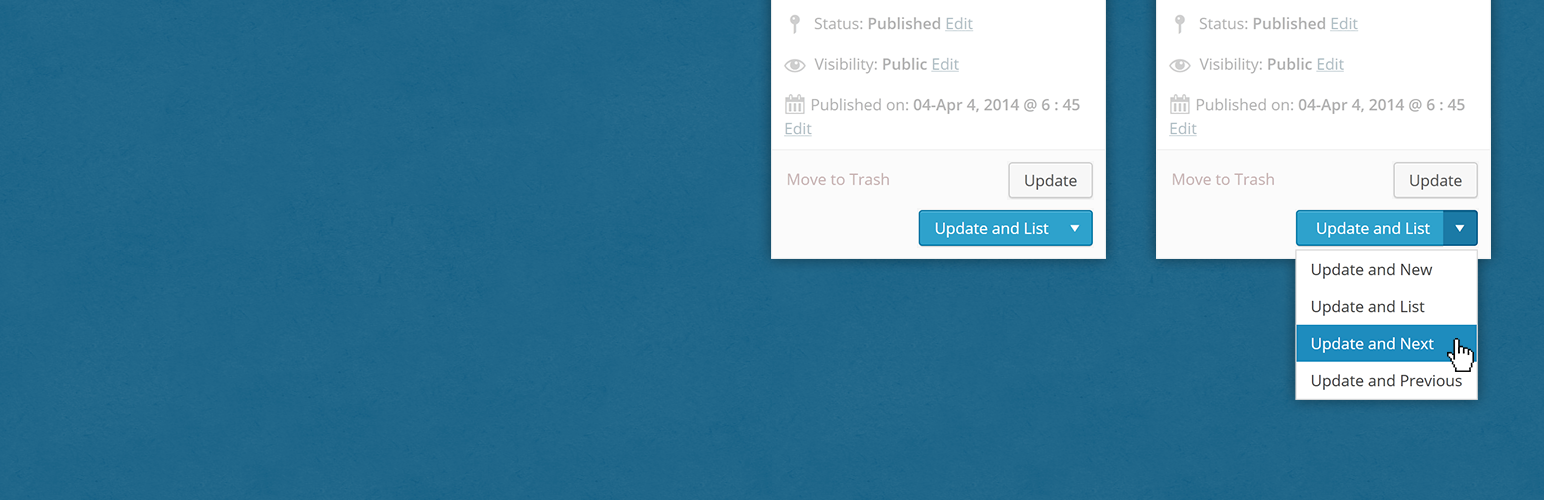 Status: Published Edit
Visibility: Public Edit
Published on: 04-Apr 4, 2014 @ 6 : 45
Edit
Move to Trash
Update
Update and List
Status: Published Edit
Visibility: Public Edit
Published on: 04-Apr 4, 2014 @ 6 : 45
Edit
Move to Trash
Update
Update and List
Update and New
Update and List
Update and Next
Update and Previous